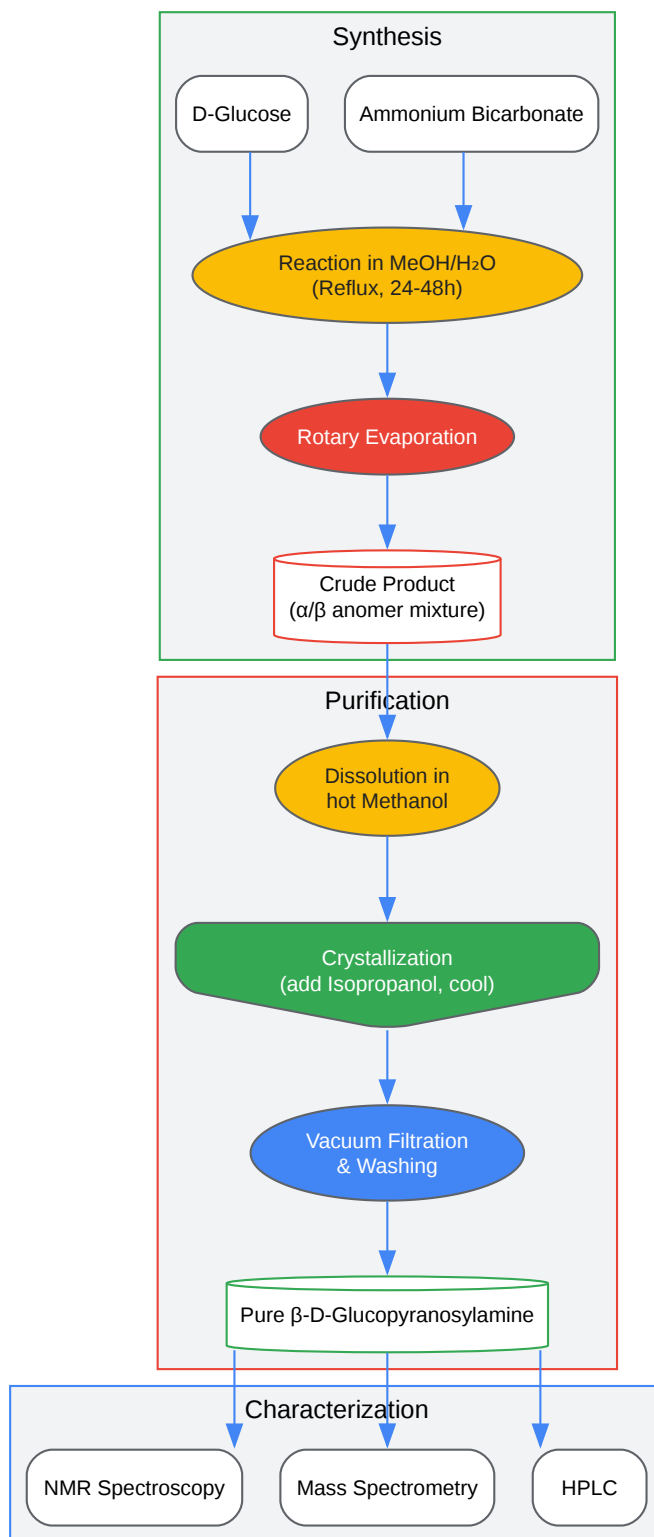 Synthesis
D-Glucose
Ammonium Bicarbonate
Reaction in MeOH/H₂O
(Reflux, 24-48h)
Rotary Evaporation
Crude Product
(α/β anomer mixture)
Purification
Dissolution in
hot Methanol
Crystallization
(add Isopropanol, cool)
Vacuum Filtration
& Washing
Pure β-D-Glucopyranosylamine
Characterization
NMR Spectroscopy
Mass Spectrometry
HPLC